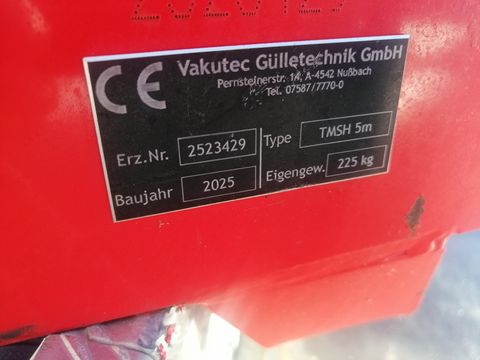 CE
Vakutec Gülletechnik GmbH
Pernsteinerstr. 14, A-4542 Nußbach
Tel. 07587/7770-0
Erz.Nr. 2523429 Type TMSH 5m
Baujahr 2025 Eigengew. 225 kg